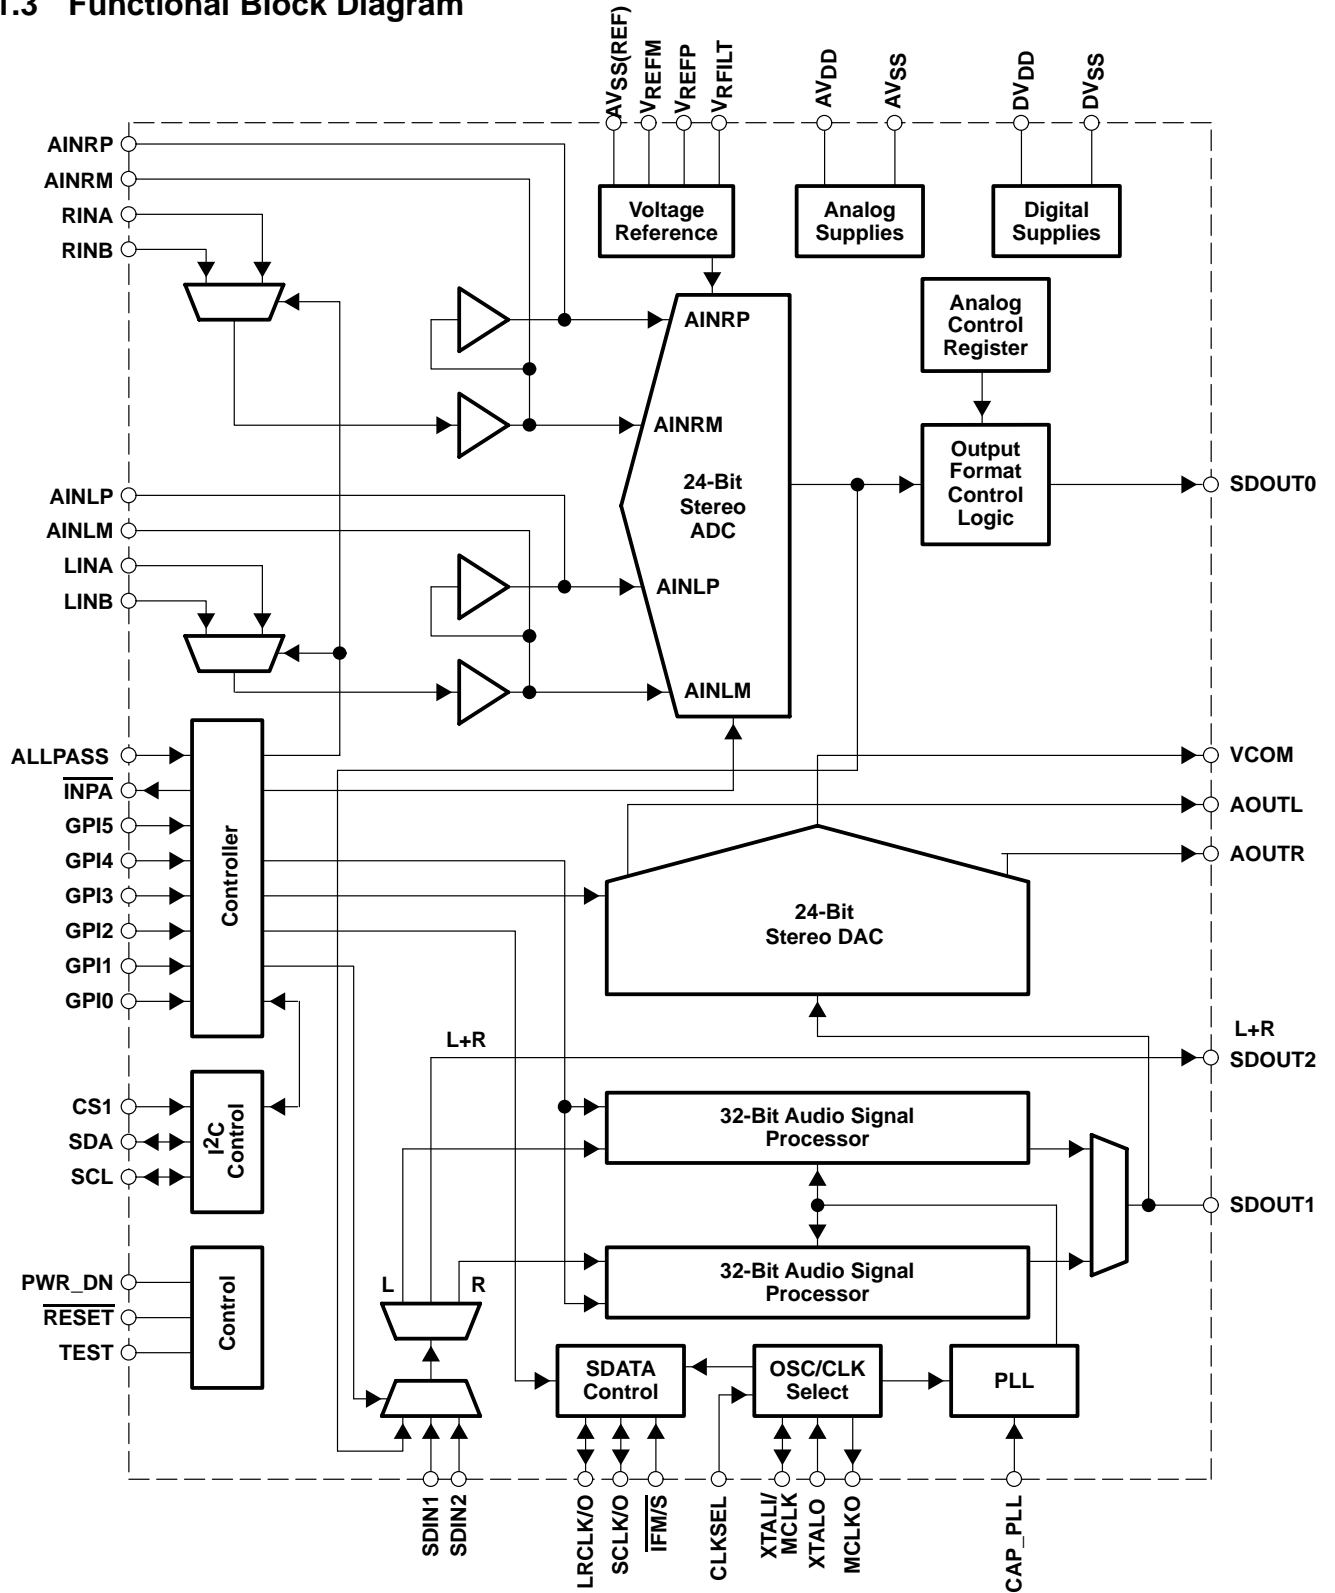 1.3 Functional Block Diagram
AVSS(REF)
VREFM
VREFP
VRFILT
AVDD
AVSS
DVDD
DVSS
AINRP
AINRM
RINA
RINB
Voltage
Reference
Analog
Supplies
Digital
Supplies
AINRP
AINRM
24-Bit
Stereo
ADC
AINLP
AINLM
Analog
Control
Register
Output
Format
Control
Logic
SDOUT0
AINLP
AINLM
LINA
LINB
ALLPASS
INPA
GPI5
GPI4
GPI3
GPI2
GPI1
GPI0
Controller
VCOM
AOUTL
AOUTR
24-Bit
Stereo DAC
L+R
L+R
SDOUT2
CS1
SDA
SCL
I2C
Control
32-Bit Audio Signal
Processor
SDOUT1
PWR_DN
RESET
TEST
Control
L
R
32-Bit Audio Signal
Processor
SDATA
Control
OSC/CLK
Select
PLL
SDIN1
SDIN2
LRCLK/O
SCLK/O
IFM/S
CLKSEL
XTALI/
MCLK
XTALO
MCLKO
CAP_PLL